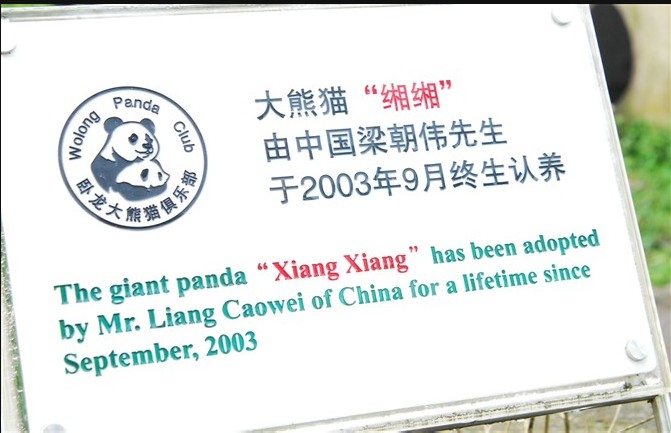 Wolong Panda Club
卧龙大熊猫俱乐部
大熊猫“缃缃”
由中国梁朝伟先生
于2003年9月终生认养
The giant panda “Xiang Xiang” has been adopted
by Mr. Liang Caowei of China for a lifetime since
September, 2003